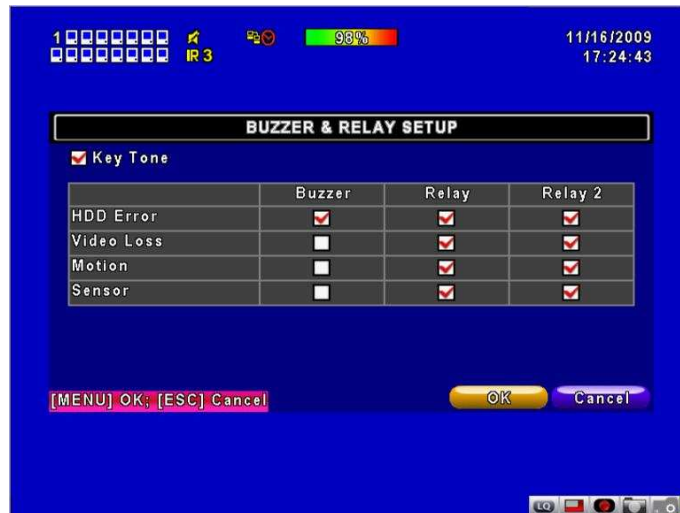 1
IR 3
98%
11/16/2009
17:24:43
BUZZER & RELAY SETUP
Key Tone
Buzzer Relay Relay 2
HDD Error
Video Loss
Motion
Sensor
[MENU] OK; [ESC] Cancel
OK Cancel
LQ